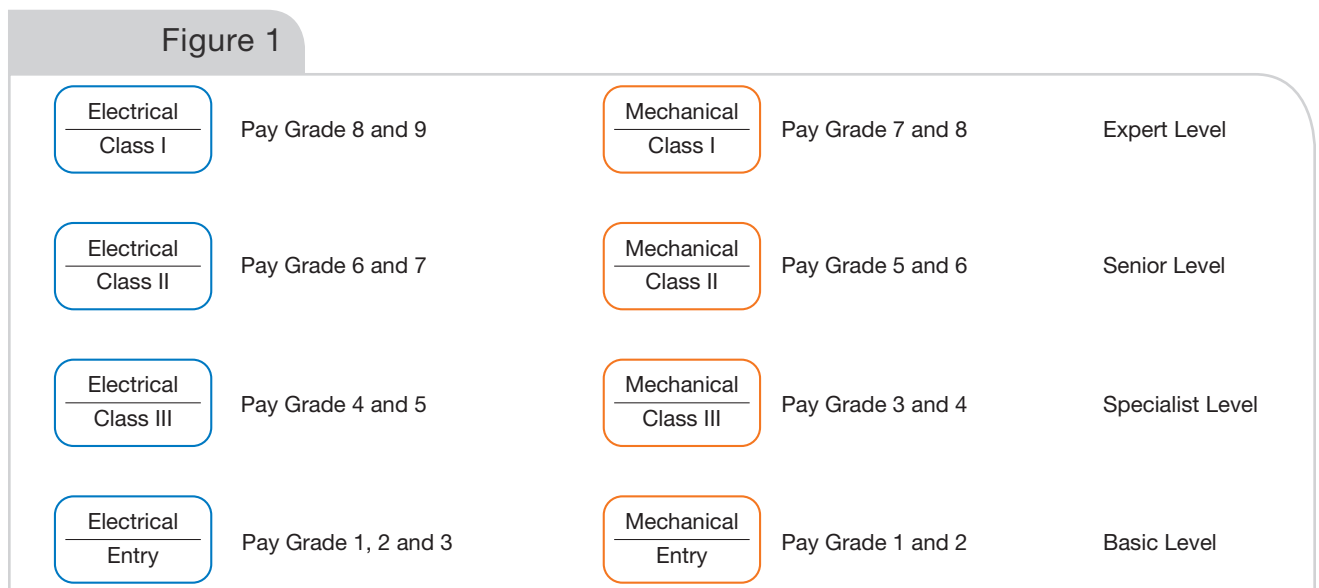 Figure 1
Electrical
Class I
Pay Grade 8 and 9
Mechanical
Class I
Pay Grade 7 and 8
Expert Level
Electrical
Class II
Pay Grade 6 and 7
Mechanical
Class II
Pay Grade 5 and 6
Senior Level
Electrical
Class III
Pay Grade 4 and 5
Mechanical
Class III
Pay Grade 3 and 4
Specialist Level
Electrical
Entry
Pay Grade 1, 2 and 3
Mechanical
Entry
Pay Grade 1 and 2
Basic Level